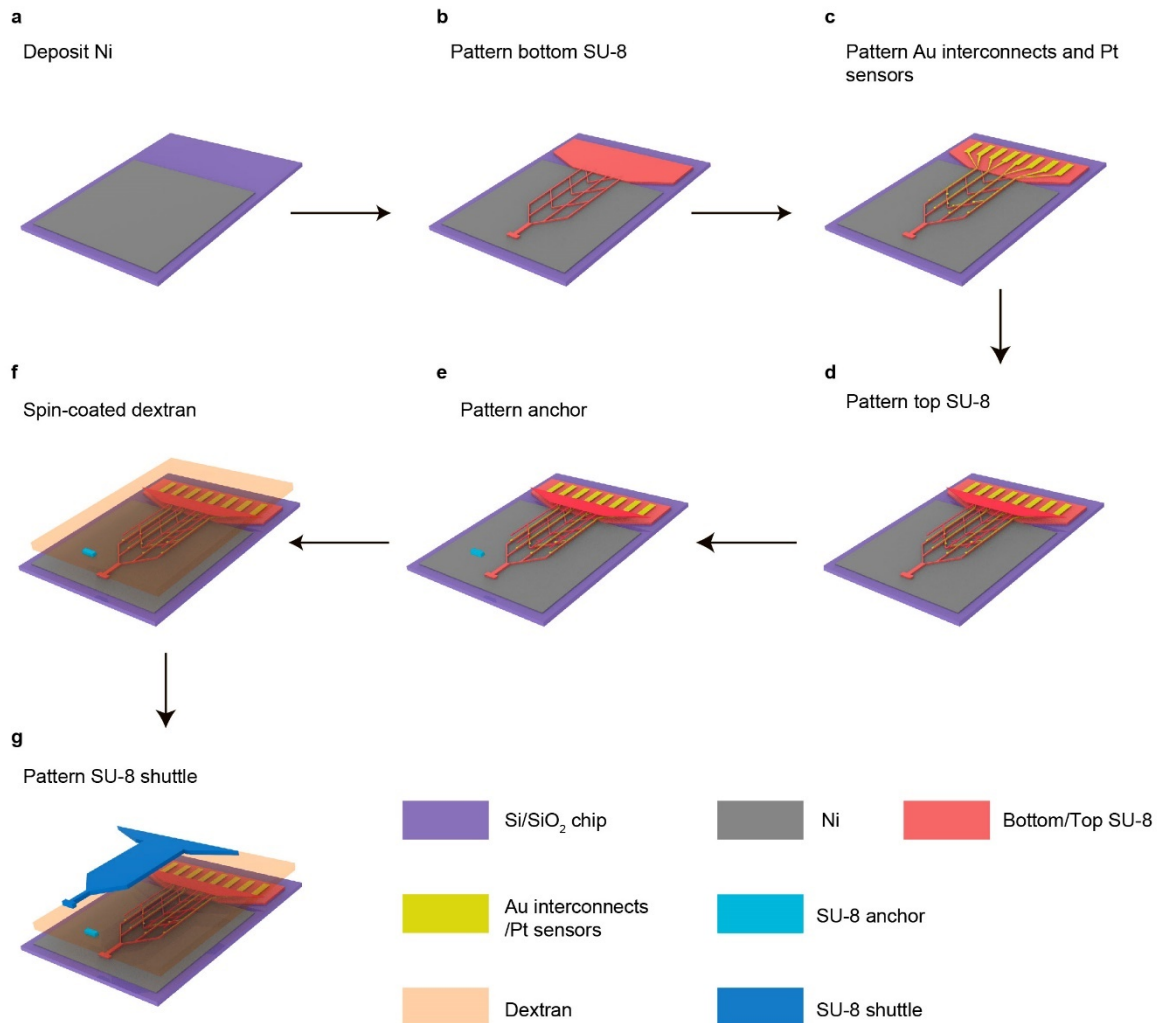 a
Deposit Ni
b
Pattern bottom SU-8
c
Pattern Au interconnects and Pt
sensors
f
Spin-coated dextran
e
Pattern anchor
d
Pattern top SU-8
g
Pattern SU-8 shuttle
Si/SiO₂ chip
Ni
Bottom/Top SU-8
Au interconnects
/Pt sensors
SU-8 anchor
Dextran
SU-8 shuttle